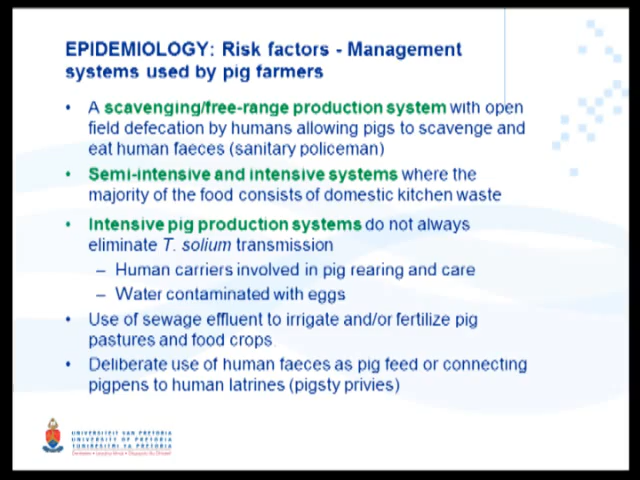 EPIDEMIOLOGY: Risk factors - Management
systems used by pig farmers
• A scavenging/free-range production system with open
field defecation by humans allowing pigs to scavenge and
eat human faeces (sanitary policeman)
• Semi-intensive and intensive systems where the
majority of the food consists of domestic kitchen waste
• Intensive pig production systems do not always
eliminate T. solium transmission
– Human carriers involved in pig rearing and care
– Water contaminated with eggs
• Use of sewage effluent to irrigate and/or fertilize pig
pastures and food crops
• Deliberate use of human faeces as pig feed or connecting
pigpens to human latrines (pigsty privies)
UNIVERSITEIT VAN PRETORIA
UNIVERSITY OF PRETORIA
YUNIBESITHI YA PRETORIA